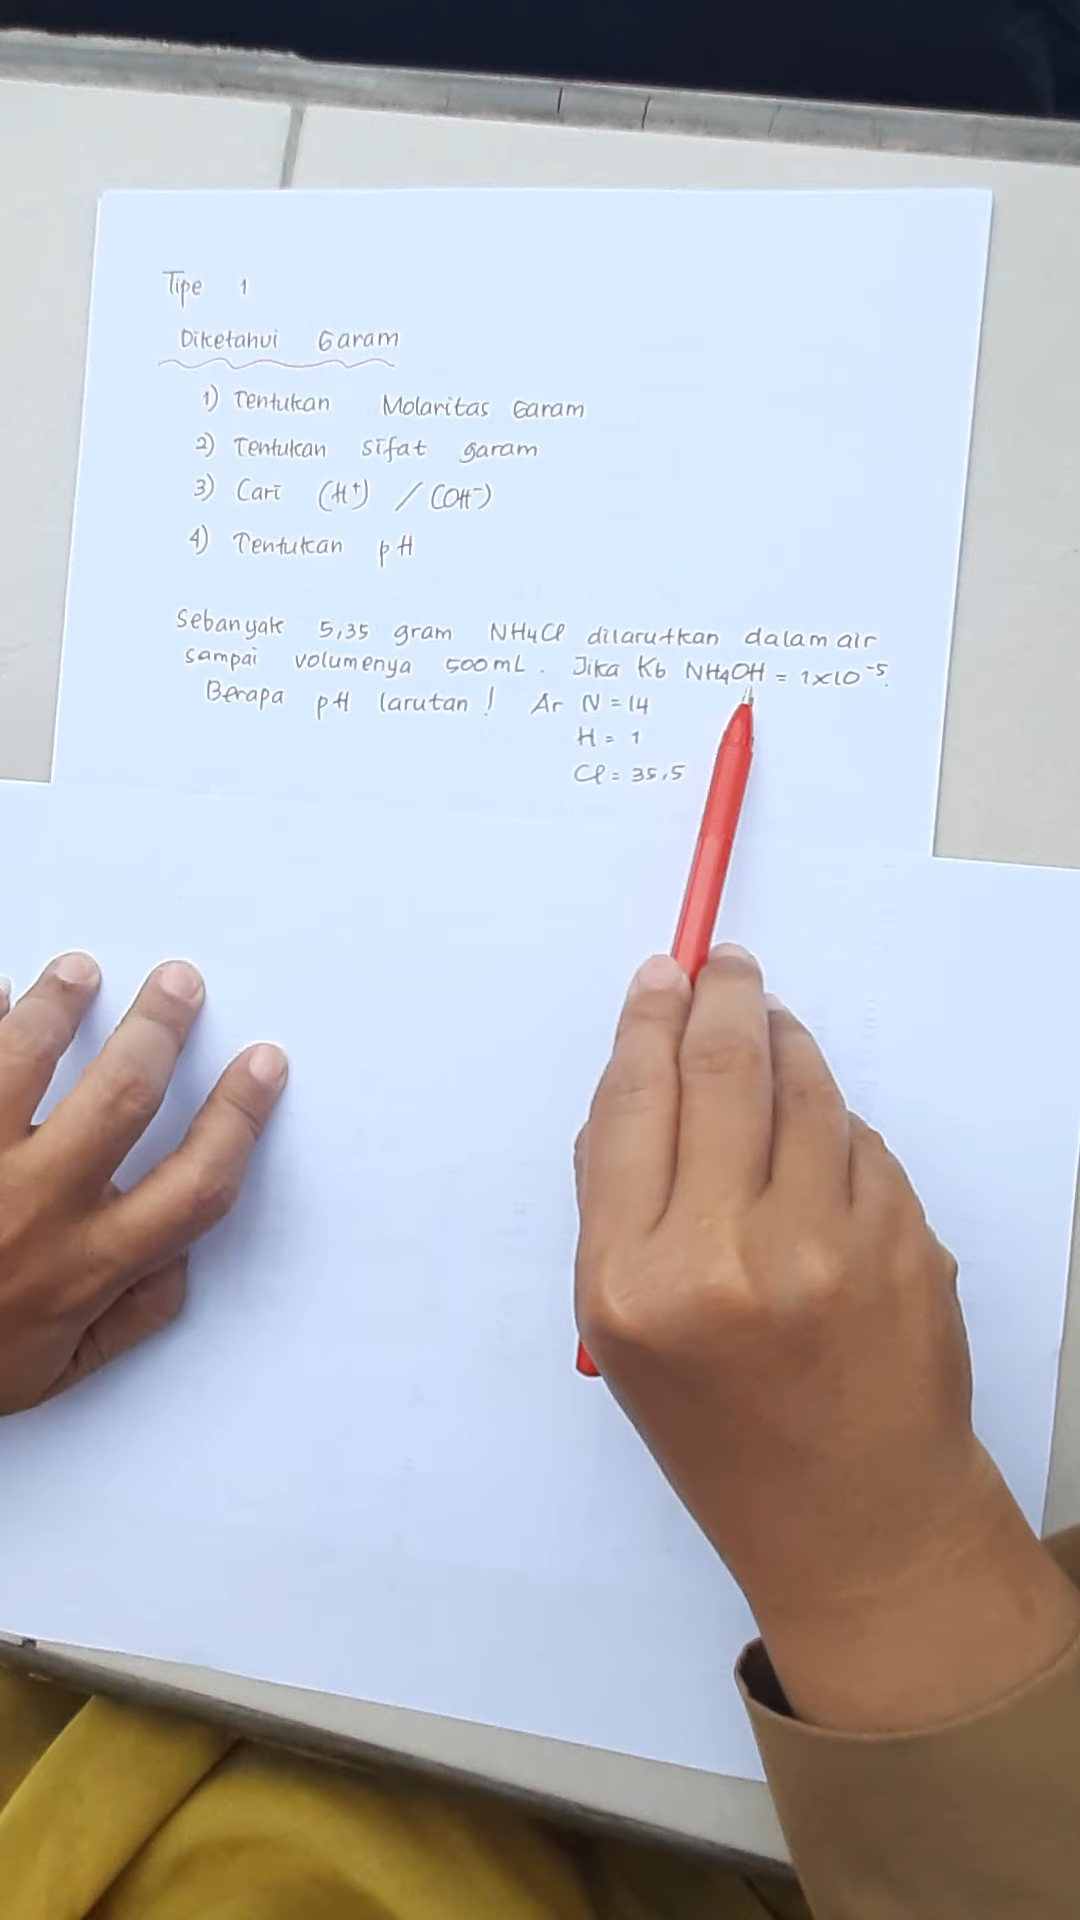 Tipe 1
Diketahui Garam
1) Tentukan Molaritas Garam
2) Tentukan sifat garam
3) Cari (H⁺) / (OH⁻)
4) Tentukan pH
Sebanyak 5,35 gram NH4Cl dilarutkan dalam air
sampai volumenya 500mL. Jika Kb NH4OH = 1x10⁻⁵.
Berapa pH larutan! Ar N = 14
H = 1
Cl = 35,5